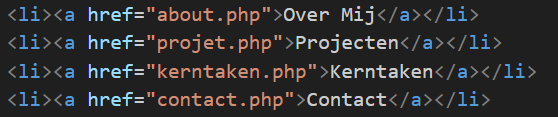 <li><a href="about.php">Over Mij</a></li>
<li><a href="projet.php">Projecten</a></li>
<li><a href="kerntaken.php">Kerntaken</a></li>
<li><a href="contact.php">Contact</a></li>